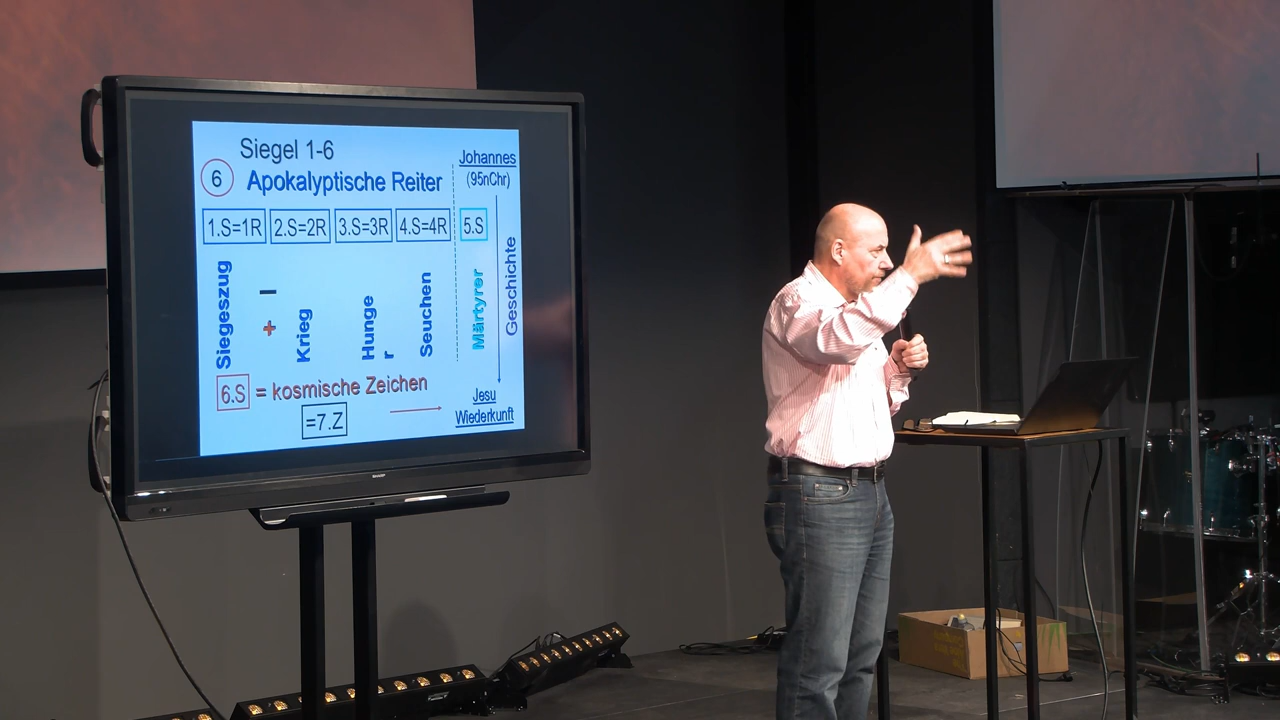 Siegel 1-6
6 Apokalyptische Reiter
Johannes
(95nChr)
1.S=1R 2.S=2R 3.S=3R 4.S=4R 5.S
Siegeszug
–
+
Krieg
Hunge
r
Seuchen
Märtyrer
Geschichte
6.S = kosmische Zeichen
=7.Z
Jesu
Wiederkunft
SHARP